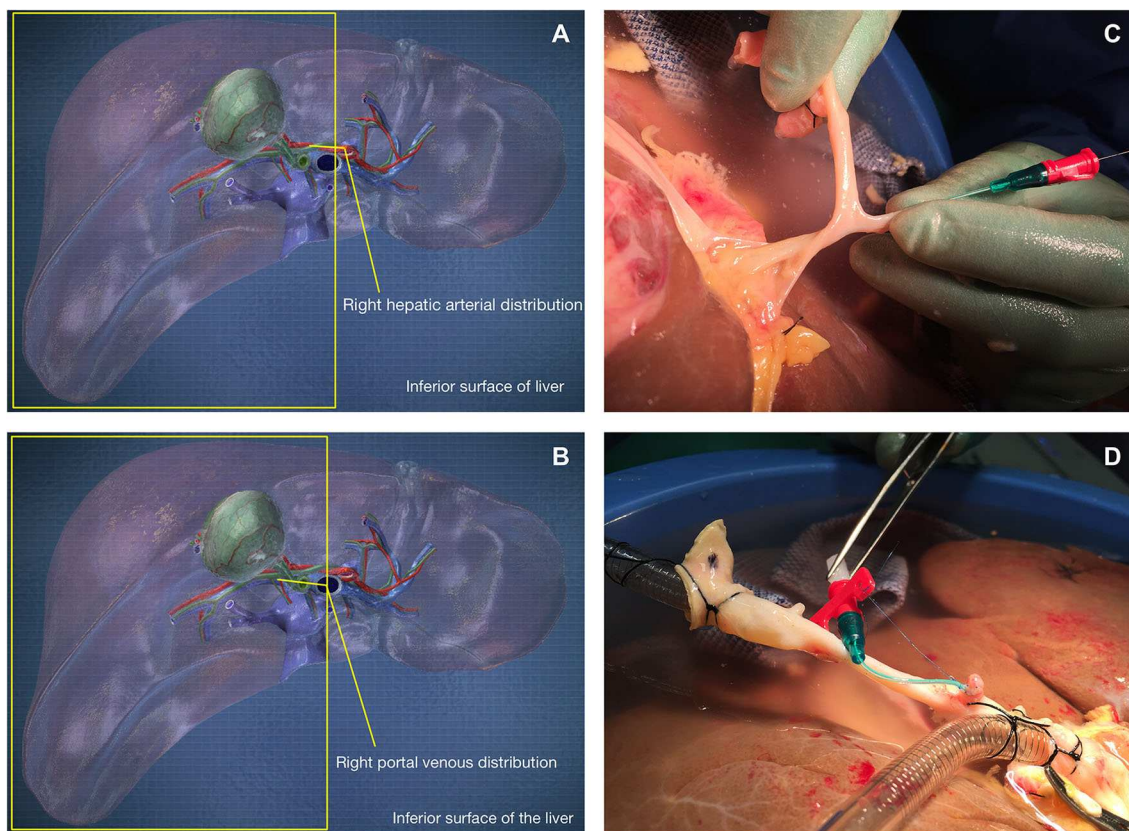 A
Right hepatic arterial distribution
Inferior surface of liver
B
Right portal venous distribution
Inferior surface of the liver
C
D